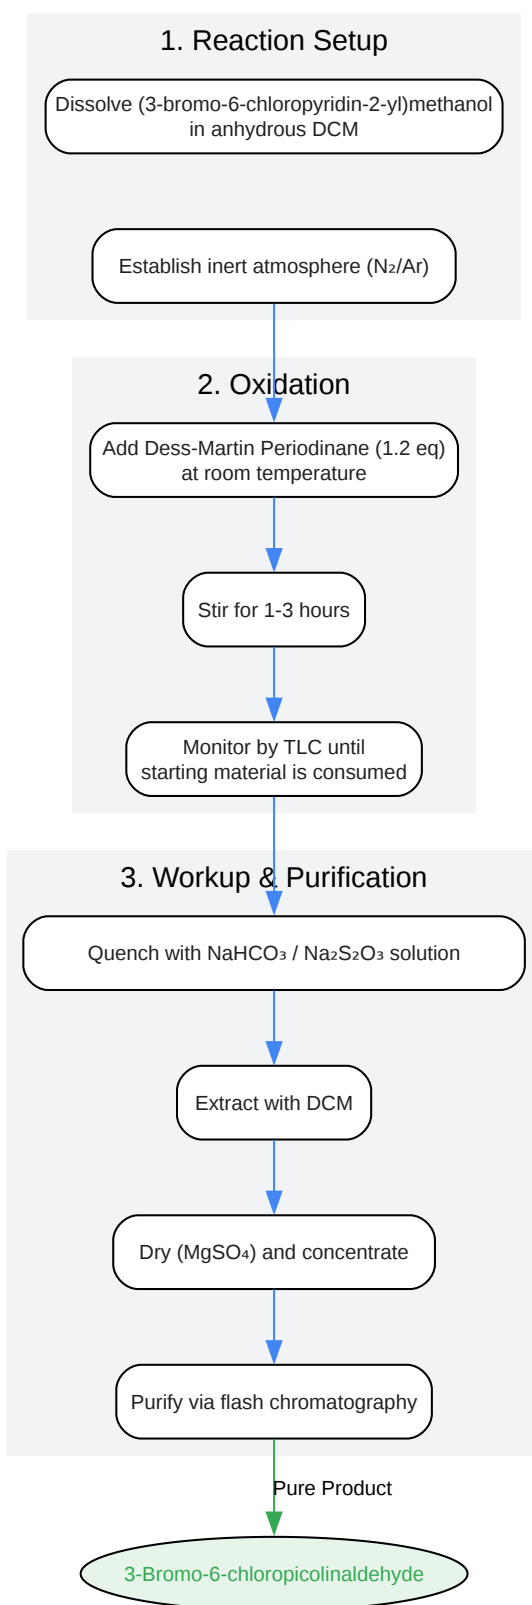 1. Reaction Setup
Dissolve (3-bromo-6-chloropyridin-2-yl)methanol
in anhydrous DCM
Establish inert atmosphere (N₂/Ar)
2. Oxidation
Add Dess-Martin Periodinane (1.2 eq)
at room temperature
Stir for 1-3 hours
Monitor by TLC until
starting material is consumed
3. Workup & Purification
Quench with NaHCO₃ / Na₂S₂O₃ solution
Extract with DCM
Dry (MgSO₄) and concentrate
Purify via flash chromatography
Pure Product
3-Bromo-6-chloropicolinaldehyde